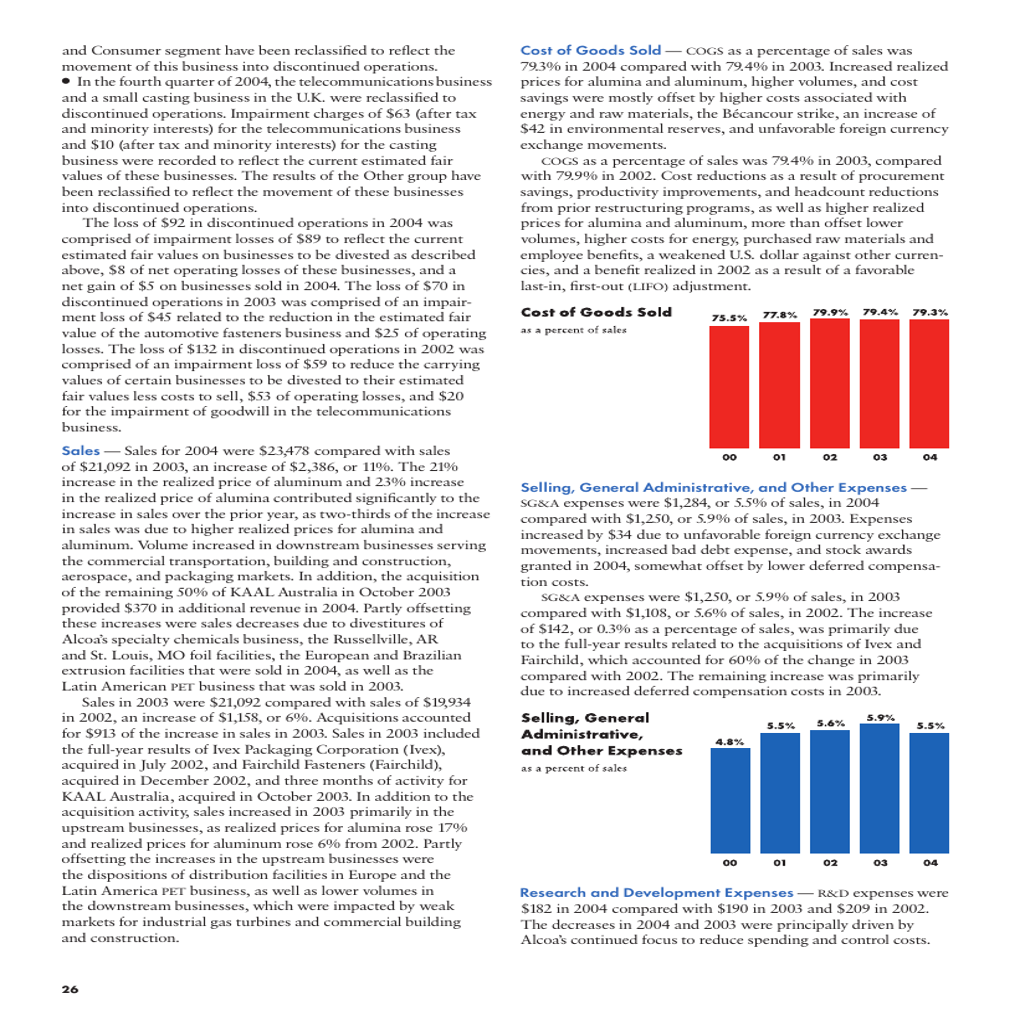 and Consumer segment have been reclassified to reflect the
movement of this business into discontinued operations.
• In the fourth quarter of 2004, the telecommunications business
and a small casting business in the U.K. were reclassified to
discontinued operations. Impairment charges of $63 (after tax
and minority interests) for the telecommunications business
and $10 (after tax and minority interests) for the casting
business were recorded to reflect the current estimated fair
values of these businesses. The results of the Other group have
been reclassified to reflect the movement of these businesses
into discontinued operations.
The loss of $92 in discontinued operations in 2004 was
comprised of impairment losses of $89 to reflect the current
estimated fair values on businesses to be divested as described
above, $8 of net operating losses of these businesses, and a
net gain of $5 on businesses sold in 2004. The loss of $70 in
discontinued operations in 2003 was comprised of an impair-
ment loss of $45 related to the reduction in the estimated fair
value of the automotive fasteners business and $25 of operating
losses. The loss of $132 in discontinued operations in 2002 was
comprised of an impairment loss of $59 to reduce the carrying
values of certain businesses to be divested to their estimated
fair values less costs to sell, $53 of operating losses, and $20
for the impairment of goodwill in the telecommunications
business.
Sales — Sales for 2004 were $23,478 compared with sales
of $21,092 in 2003, an increase of $2,386, or 11%. The 21%
increase in the realized price of aluminum and 23% increase
in the realized price of alumina contributed significantly to the
increase in sales over the prior year, as two-thirds of the increase
in sales was due to higher realized prices for alumina and
aluminum. Volume increased in downstream businesses serving
the commercial transportation, building and construction,
aerospace, and packaging markets. In addition, the acquisition
of the remaining 50% of KAAL Australia in October 2003
provided $370 in additional revenue in 2004. Partly offsetting
these increases were sales decreases due to divestitures of
Alcoa's specialty chemicals business, the Russellville, AR
and St. Louis, MO foil facilities, the European and Brazilian
extrusion facilities that were sold in 2004, as well as the
Latin American PET business that was sold in 2003.
Sales in 2003 were $21,092 compared with sales of $19,934
in 2002, an increase of $1,158, or 6%. Acquisitions accounted
for $913 of the increase in sales in 2003. Sales in 2003 included
the full-year results of Ivex Packaging Corporation (Ivex),
acquired in July 2002, and Fairchild Fasteners (Fairchild),
acquired in December 2002, and three months of activity for
KAAL Australia, acquired in October 2003. In addition to the
acquisition activity, sales increased in 2003 primarily in the
upstream businesses, as realized prices for alumina rose 17%
and realized prices for aluminum rose 6% from 2002. Partly
offsetting the increases in the upstream businesses were
the dispositions of distribution facilities in Europe and the
Latin America PET business, as well as lower volumes in
the downstream businesses, which were impacted by weak
markets for industrial gas turbines and commercial building
and construction.
Cost of Goods Sold — COGS as a percentage of sales was
79.3% in 2004 compared with 79.4% in 2003. Increased realized
prices for alumina and aluminum, higher volumes, and cost
savings were mostly offset by higher costs associated with
energy and raw materials, the Bécancour strike, an increase of
$42 in environmental reserves, and unfavorable foreign currency
exchange movements.
COGS as a percentage of sales was 79.4% in 2003, compared
with 79.9% in 2002. Cost reductions as a result of procurement
savings, productivity improvements, and headcount reductions
from prior restructuring programs, as well as higher realized
prices for alumina and aluminum, more than offset lower
volumes, higher costs for energy, purchased raw materials and
employee benefits, a weakened U.S. dollar against other curren-
cies, and a benefit realized in 2002 as a result of a favorable
last-in, first-out (LIFO) adjustment.
Cost of Goods Sold
as a percent of sales
75.5% 77.8% 79.9% 79.4% 79.3%
00 01 02 03 04
Selling, General Administrative, and Other Expenses —
SG&A expenses were $1,284, or 5.5% of sales, in 2004
compared with $1,250, or 5.9% of sales, in 2003. Expenses
increased by $34 due to unfavorable foreign currency exchange
movements, increased bad debt expense, and stock awards
granted in 2004, somewhat offset by lower deferred compensa-
tion costs.
SG&A expenses were $1,250, or 5.9% of sales, in 2003
compared with $1,108, or 5.6% of sales, in 2002. The increase
of $142, or 0.3% as a percentage of sales, was primarily due
to the full-year results related to the acquisitions of Ivex and
Fairchild, which accounted for 60% of the change in 2003
compared with 2002. The remaining increase was primarily
due to increased deferred compensation costs in 2003.
Selling, General
Administrative,
and Other Expenses
as a percent of sales
4.8% 5.5% 5.6% 5.9% 5.5%
00 01 02 03 04
Research and Development Expenses — R&D expenses were
$182 in 2004 compared with $190 in 2003 and $209 in 2002.
The decreases in 2004 and 2003 were principally driven by
Alcoa's continued focus to reduce spending and control costs.
26